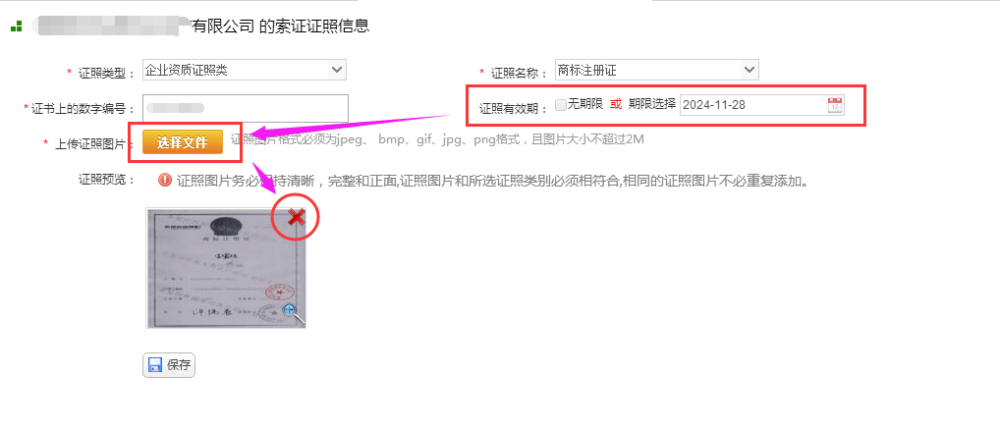 有限公司 的索证证照信息
* 证照类型： 企业资质证照类
* 证照名称： 商标注册证
* 证书上的数字编号：
证照有效期： 无期限 或 期限选择 2024-11-28
* 上传证照图片： 选择文件 证照图片格式必须为jpeg、 bmp、gif、jpg、png格式，且图片大小不超过2M
证照预览： 证照图片务必保持清晰，完整和正面,证照图片和所选证照类别必须相符合,相同的证照图片不必重复添加。
商标注册证
保存